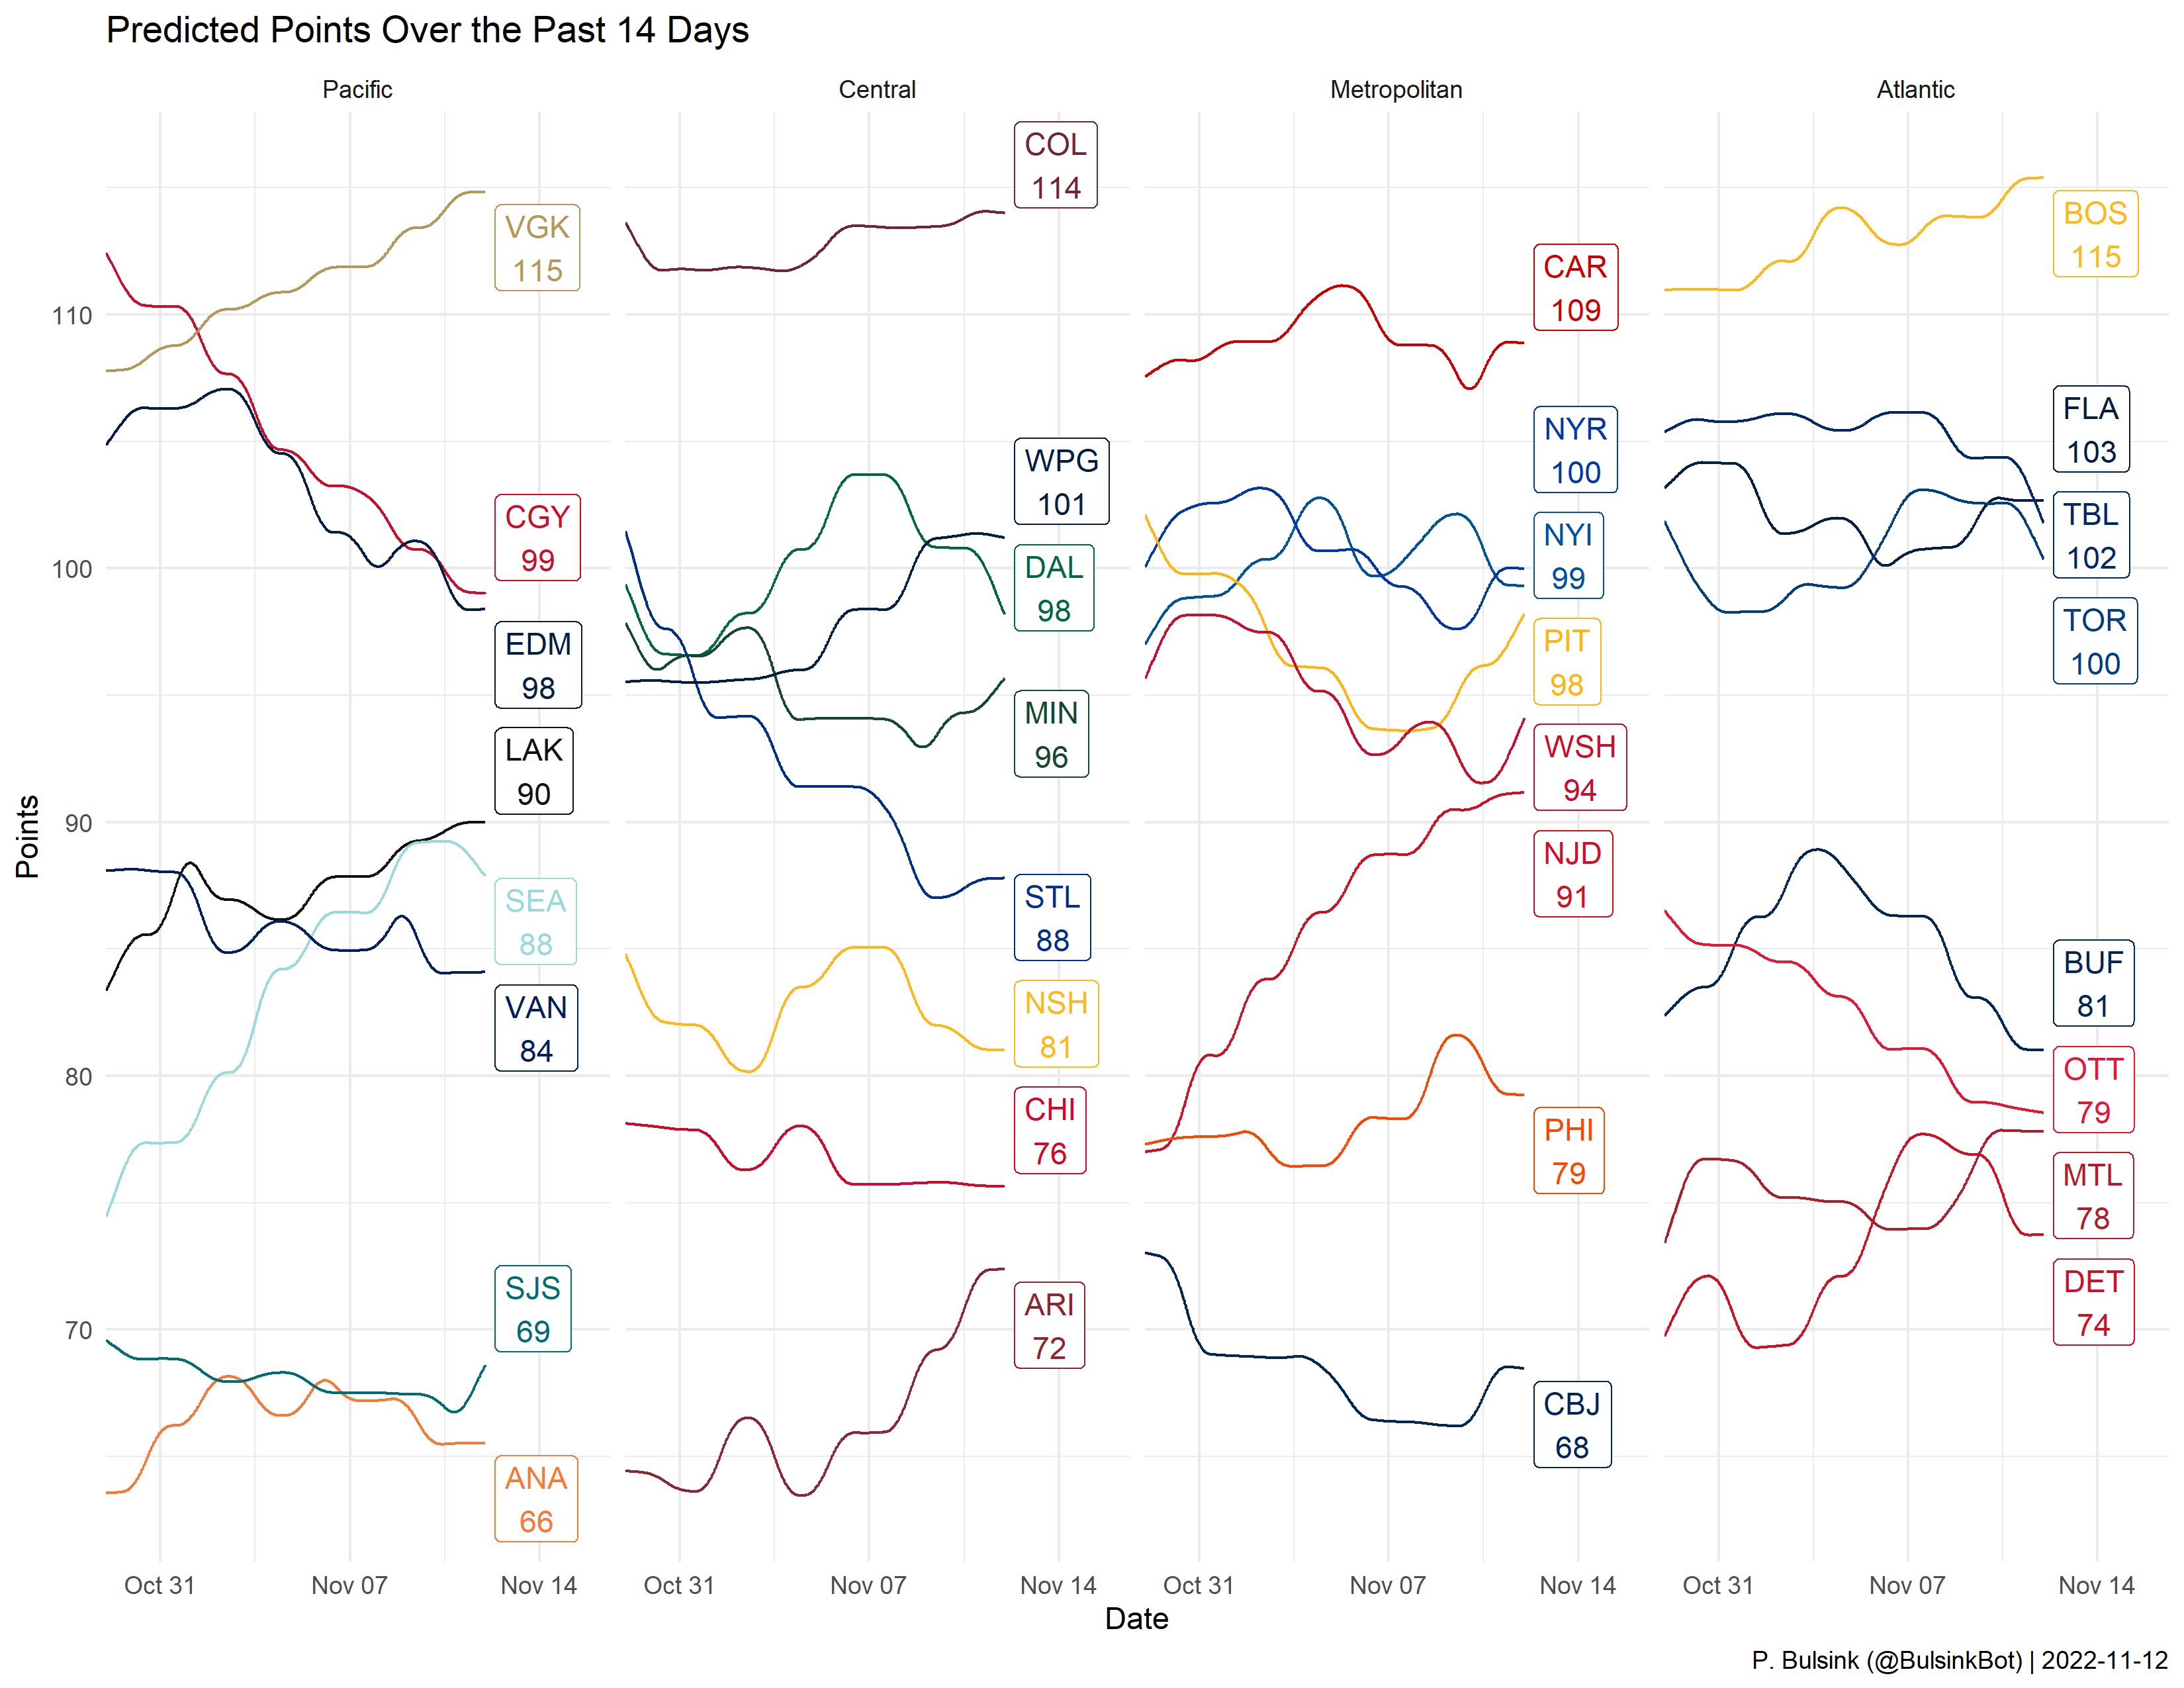 Predicted Points Over the Past 14 Days
Pacific
Central
Metropolitan
Atlantic
Points
110
100
90
80
70
VGK
115
CGY
99
EDM
98
LAK
90
SEA
88
VAN
84
SJS
69
ANA
66
COL
114
WPG
101
DAL
98
MIN
96
STL
88
NSH
81
CHI
76
ARI
72
CAR
109
NYR
100
NYI
99
PIT
98
WSH
94
NJD
91
PHI
79
CBJ
68
BOS
115
FLA
103
TBL
102
TOR
100
BUF
81
OTT
79
MTL
78
DET
74
Oct 31 Nov 07 Nov 14
Oct 31 Nov 07 Nov 14
Oct 31 Nov 07 Nov 14
Oct 31 Nov 07 Nov 14
Date
P. Bulsink (@BulsinkBot) | 2022-11-12